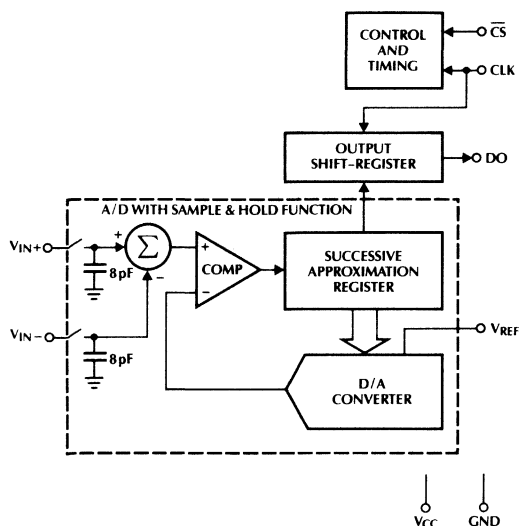 CONTROL
AND
TIMING
C̅S̅
CLK
OUTPUT
SHIFT-REGISTER
DO
A/D WITH SAMPLE & HOLD FUNCTION
VIN+
+
Σ
+
COMP
SUCCESSIVE
APPROXIMATION
REGISTER
8pF
−
−
VIN−
8pF
VREF
D/A
CONVERTER
VCC
GND